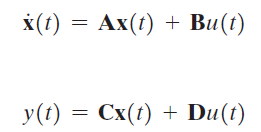 ẋ(t) = Ax(t) + Bu(t)
y(t) = Cx(t) + Du(t)